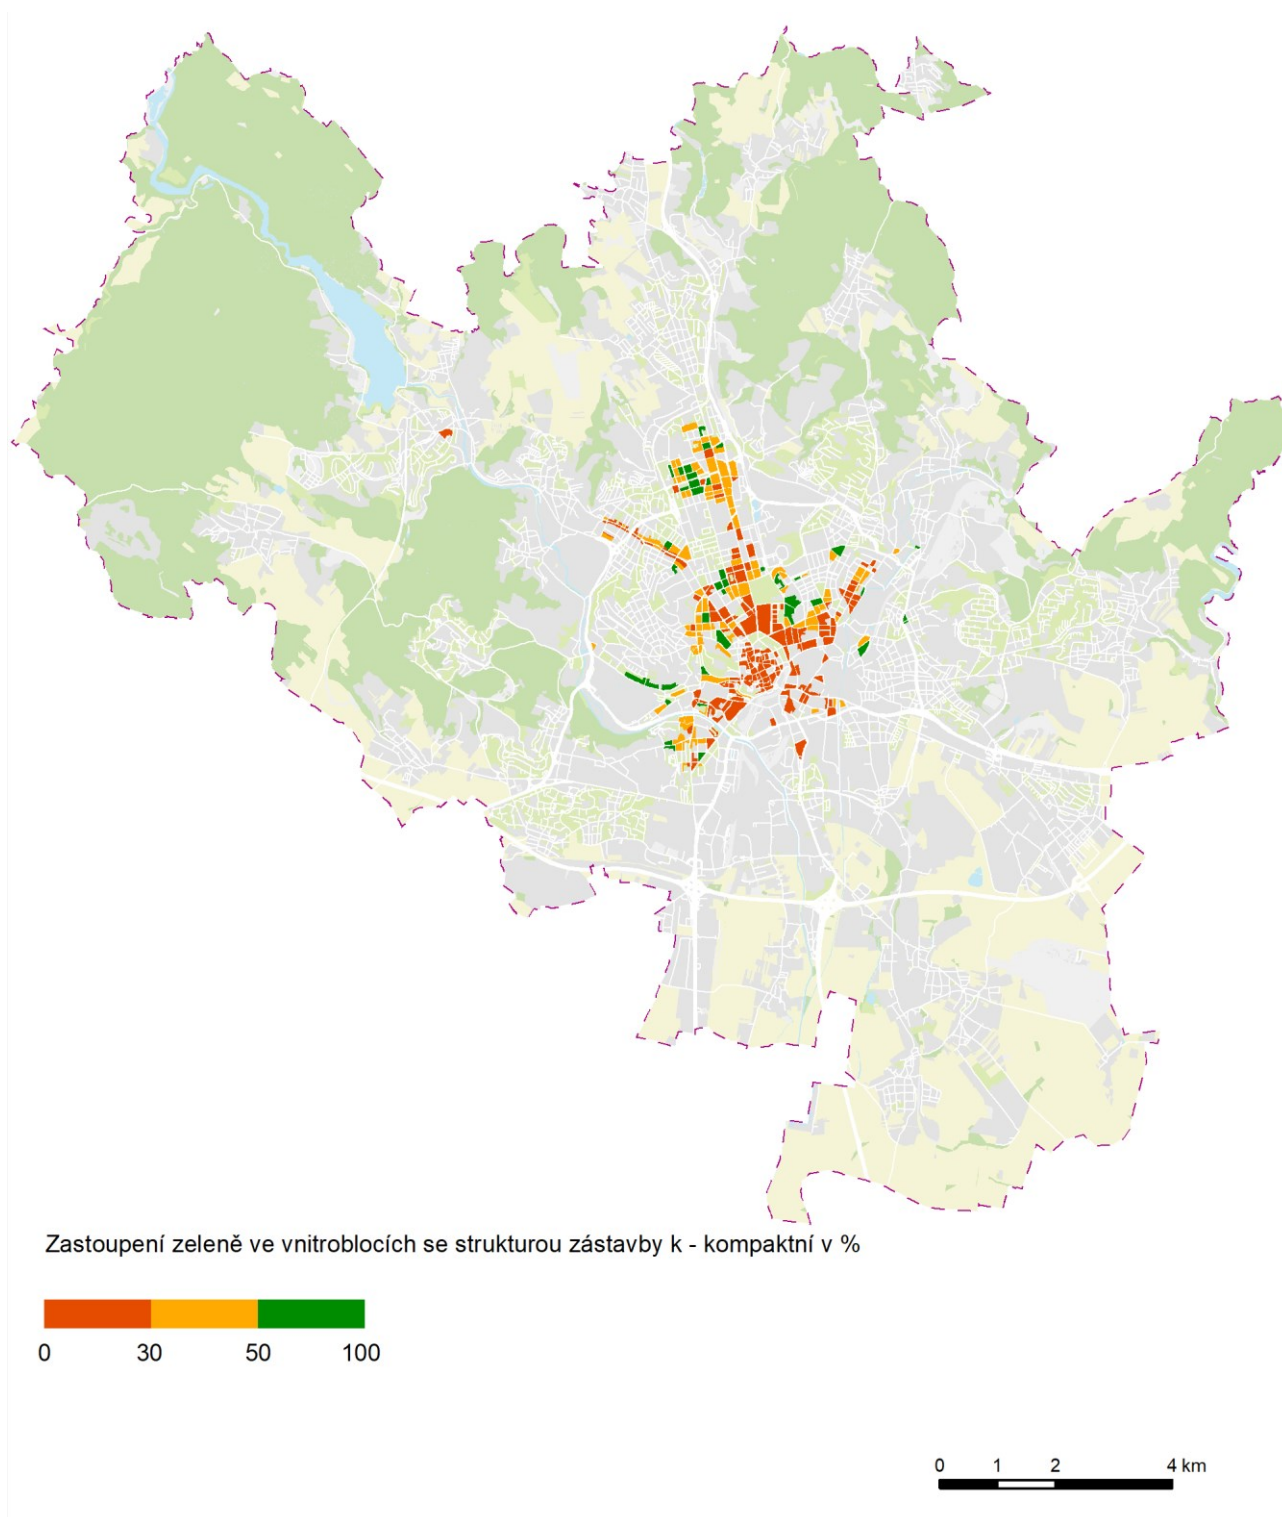 Zastoupení zeleně ve vnitroblocích se strukturou zástavby k - kompaktní v %
0 30 50 100
0 1 2 4 km